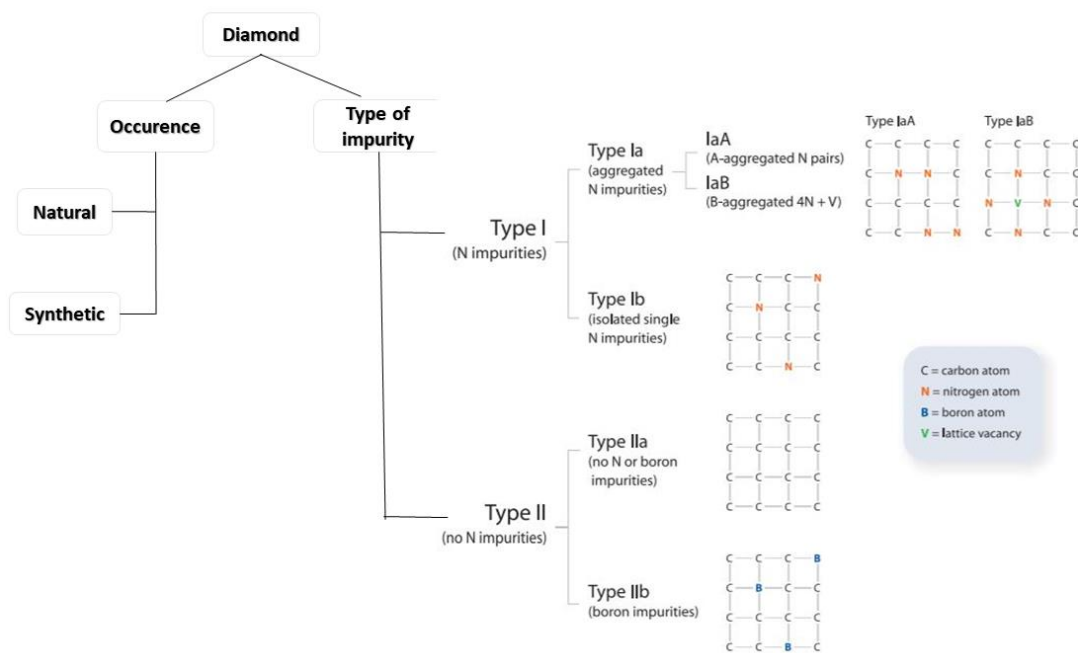 Diamond
Occurence
Type of
impurity
Natural
Synthetic
Type I
(N impurities)
Type Ia
(aggregated
N impurities)
IaA
(A-aggregated N pairs)
IaB
(B-aggregated 4N + V)
Type IaA
C C C C
C N N C
C C C C
C C N N
Type IaB
C C C C
C N C C
N V N C
C N C C
Type Ib
(isolated single
N impurities)
C C C N
C N C C
C C C C
C C N C
C = carbon atom
N = nitrogen atom
B = boron atom
V = lattice vacancy
Type II
(no N impurities)
Type IIa
(no N or boron
impurities)
C C C C
C C C C
C C C C
C C C C
Type IIb
(boron impurities)
C C C B
C B C C
C C C C
C C B C